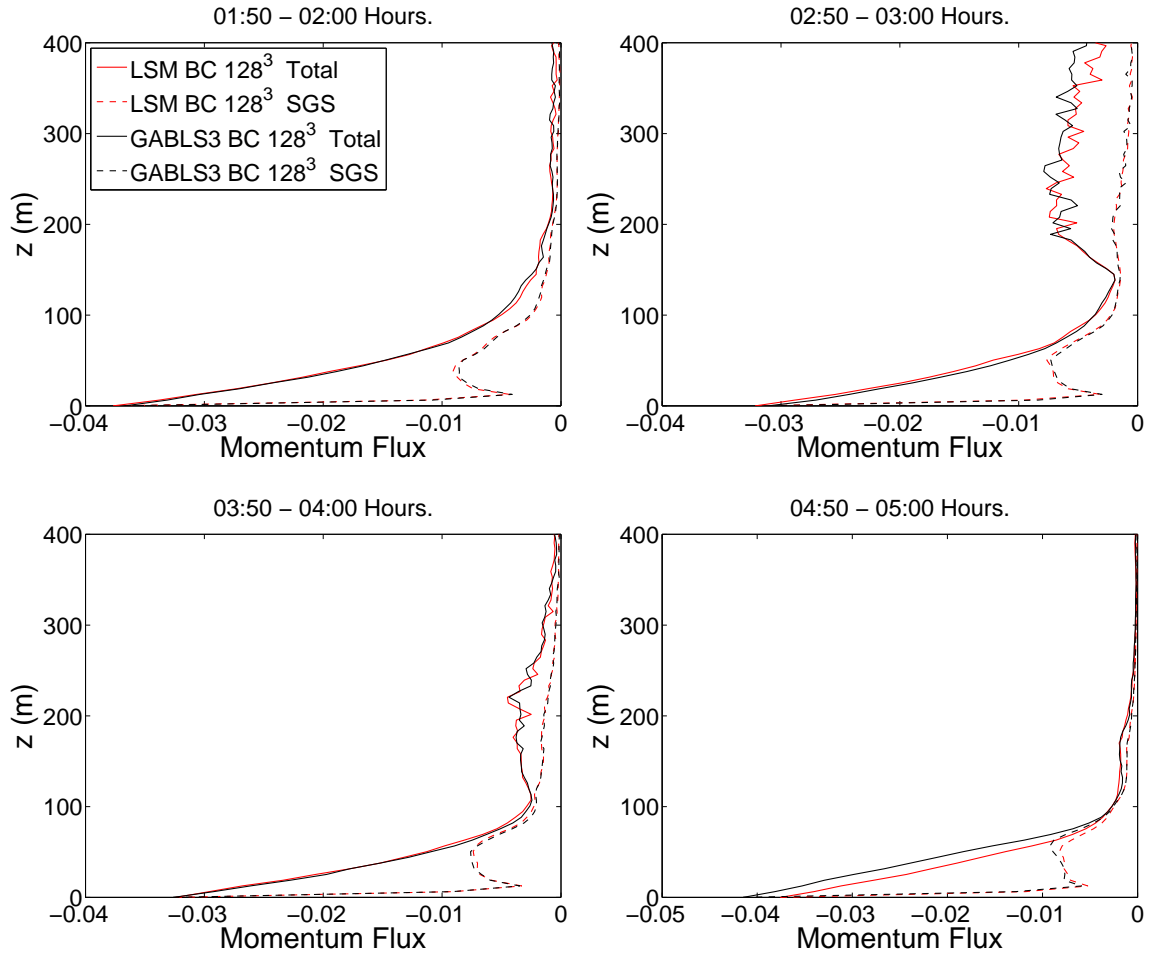 01:50 − 02:00 Hours.
400
300
200
100
0
z (m)
LSM BC 128³ Total
LSM BC 128³ SGS
GABLS3 BC 128³ Total
GABLS3 BC 128³ SGS
−0.04 −0.03 −0.02 −0.01 0
Momentum Flux
02:50 − 03:00 Hours.
400
300
200
100
0
z (m)
−0.04 −0.03 −0.02 −0.01 0
Momentum Flux
03:50 − 04:00 Hours.
400
300
200
100
0
z (m)
−0.04 −0.03 −0.02 −0.01 0
Momentum Flux
04:50 − 05:00 Hours.
400
300
200
100
0
z (m)
−0.05 −0.04 −0.03 −0.02 −0.01 0
Momentum Flux